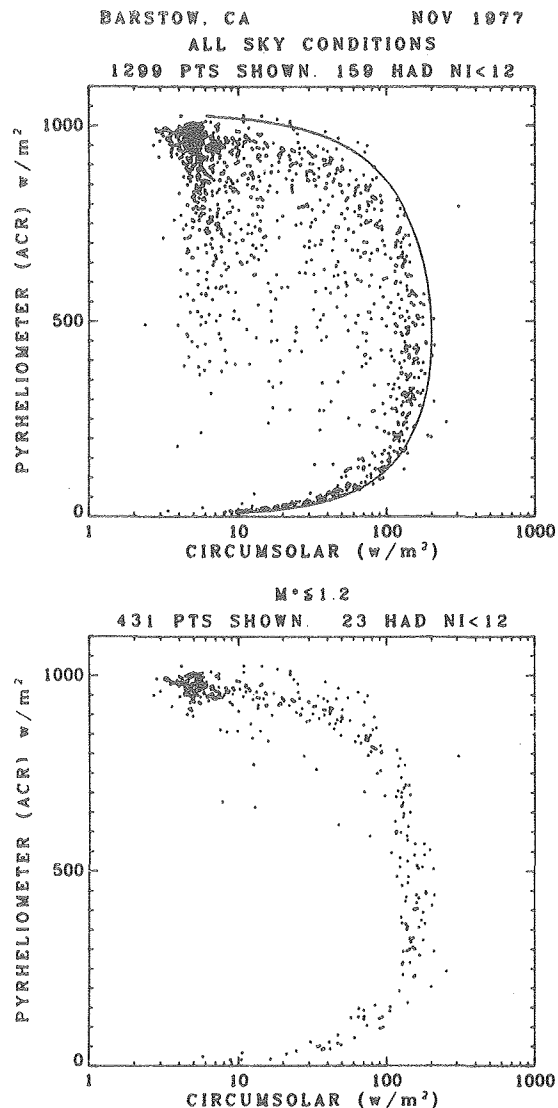 BARSTOW, CA NOV 1977
ALL SKY CONDITIONS
1299 PTS SHOWN. 159 HAD NI<12
1000
500
0
PYRHELIOMETER (ACR) w/m²
1 10 100 1000
CIRCUMSOLAR (w/m²)
M*≤1.2
431 PTS SHOWN. 23 HAD NI<12
1000
500
0
PYRHELIOMETER (ACR) w/m²
1 10 100 1000
CIRCUMSOLAR (w/m²)